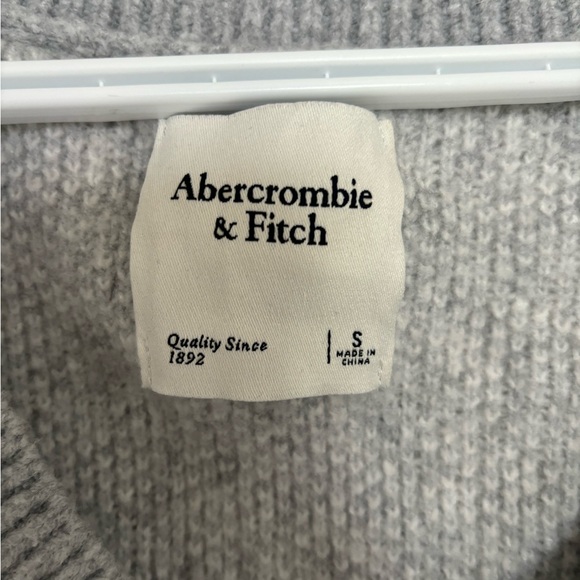 Abercrombie
& Fitch
Quality Since
1892
S
MADE IN
CHINA